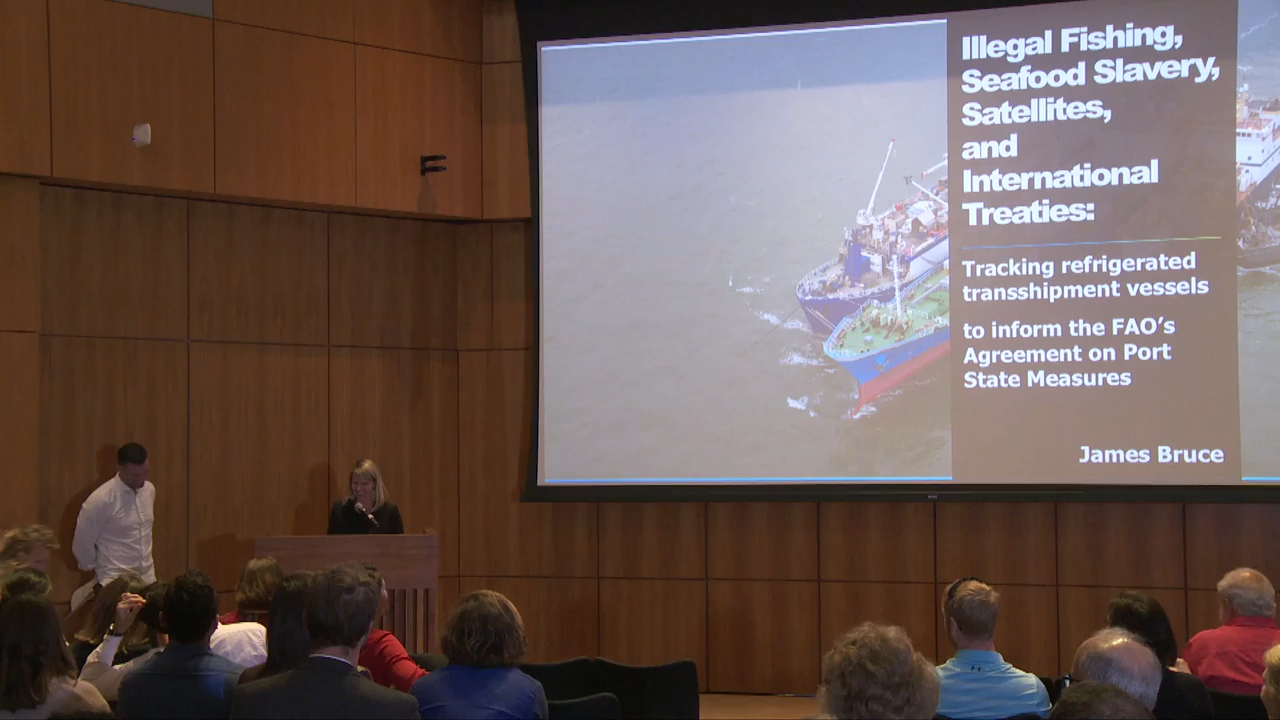 Illegal Fishing,
Seafood Slavery,
Satellites,
and
International
Treaties:
Tracking refrigerated
transshipment vessels
to inform the FAO’s
Agreement on Port
State Measures
James Bruce